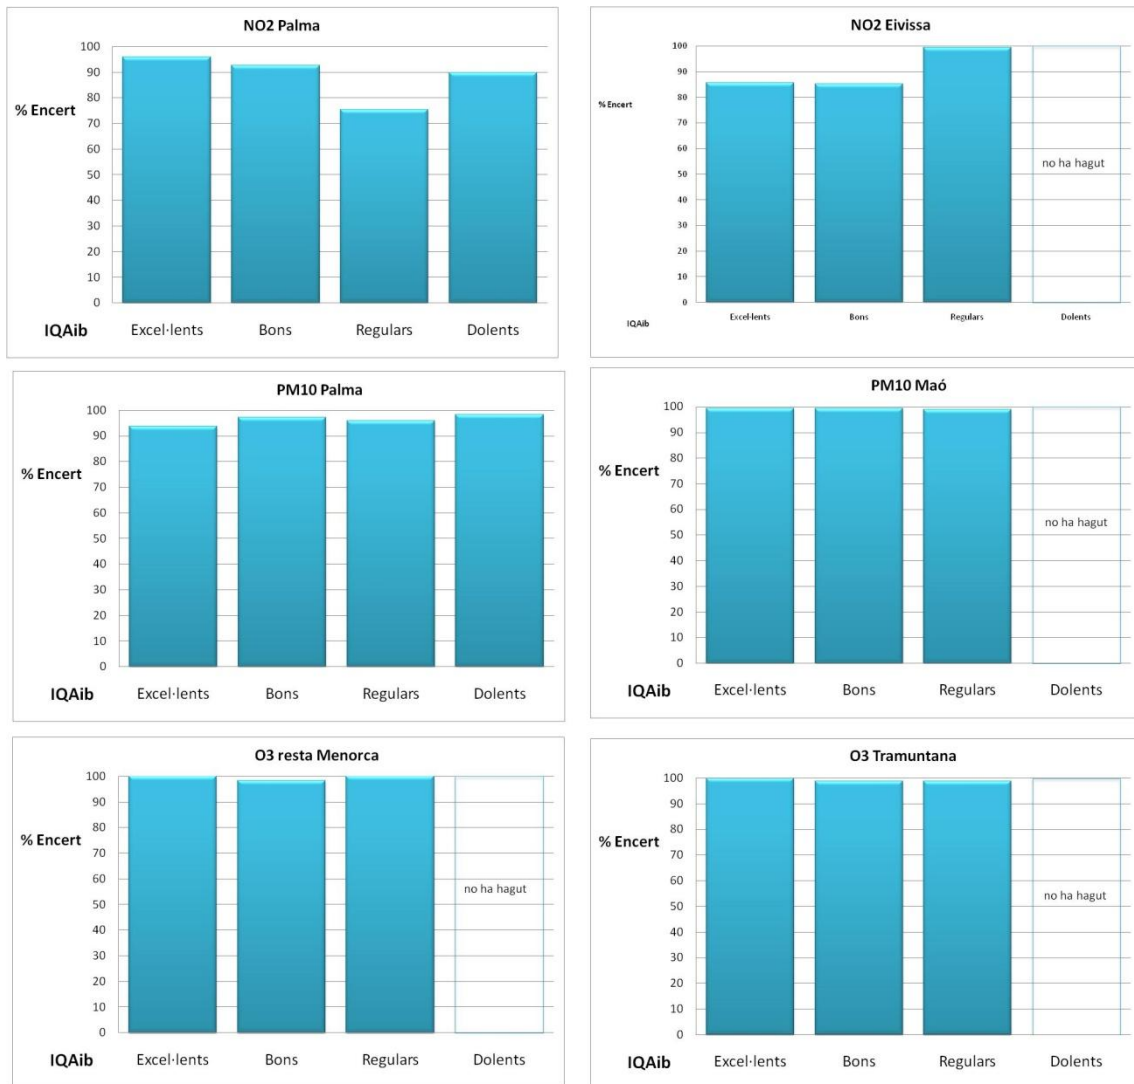 NO2 Palma
100
90
% Encert
80
70
60
50
40
30
20
10
0
IQAib
Excel·lents Bons Regulars Dolents
NO2 Eivissa
100
90
% Encert
80
70
60
no ha hagut
50
40
30
20
10
0
IQAib
Excel·lents Bons Regulars Dolents
PM10 Palma
100
90
% Encert
80
70
60
50
40
30
20
10
0
IQAib
Excel·lents Bons Regulars Dolents
PM10 Maó
100
90
% Encert
80
70
60
no ha hagut
50
40
30
20
10
0
IQAib
Excel·lents Bons Regulars Dolents
O3 resta Menorca
100
90
% Encert
80
70
60
no ha hagut
50
40
30
20
10
0
IQAib
Excel·lents Bons Regulars Dolents
O3 Tramuntana
100
90
% Encert
80
70
60
no ha hagut
50
40
30
20
10
0
IQAib
Excel·lents Bons Regulars Dolents